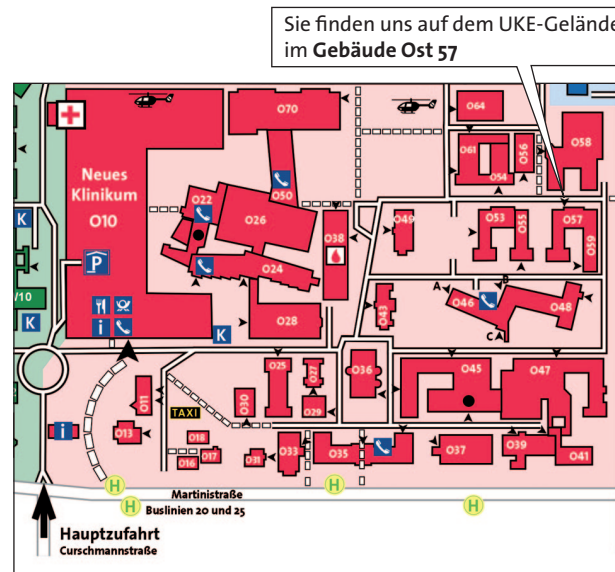 Sie finden uns auf dem UKE-Gelände
im Gebäude Ost 57
O70
O64
O61
O56
O58
O54
Neues
Klinikum
O10
O50
O22
O26
O38
O49
O53
O55
O57
O59
K
P
O24
W10
O28
O43
A
B
O46
O48
C
i
K
K
O25
O27
O36
O45
O47
O11
TAXI
O30
O29
i
O13
O18
O17
O16
O31
O33
O35
O37
O39
O41
H
H
H
H
Martinistraße
Buslinien 20 und 25
Hauptzufahrt
Curschmannstraße